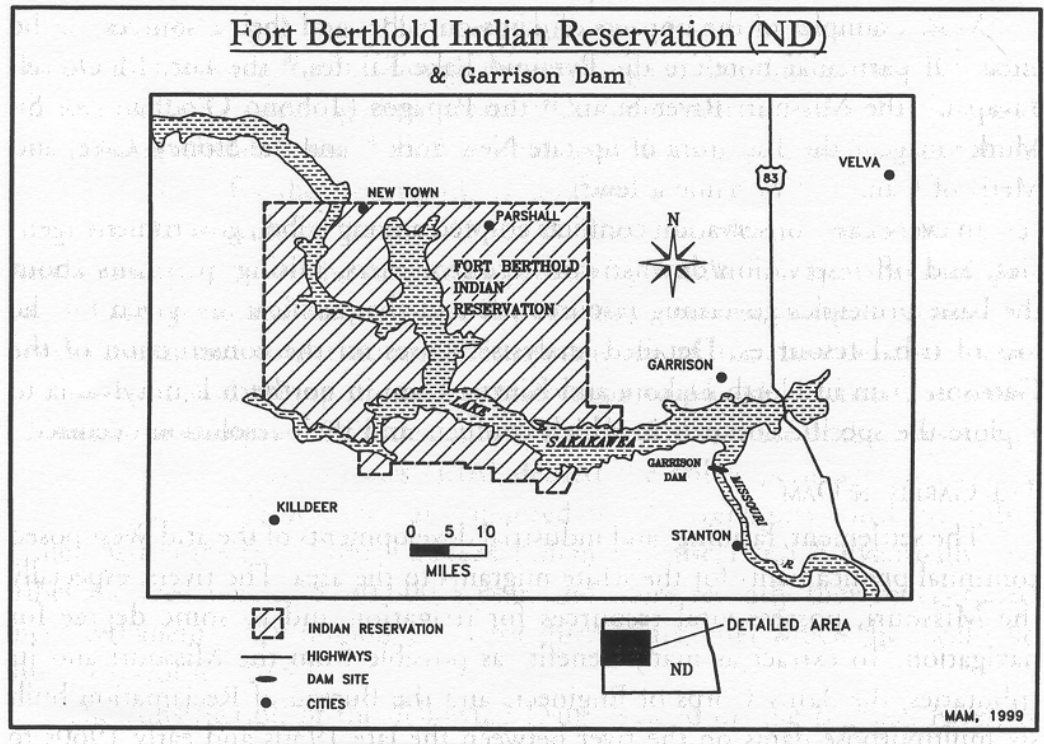 Fort Berthold Indian Reservation (ND)
& Garrison Dam
83
VELVA
NEW TOWN
PARSHALL
N
FORT BERTHOLD
INDIAN
RESERVATION
GARRISON
LAKE
SAKAKAWEA
GARRISON
DAM
MISSOURI
R
KILLDEER
STANTON
0 5 10
MILES
INDIAN RESERVATION
HIGHWAYS
DAM SITE
CITIES
DETAILED AREA
ND
MAM, 1999